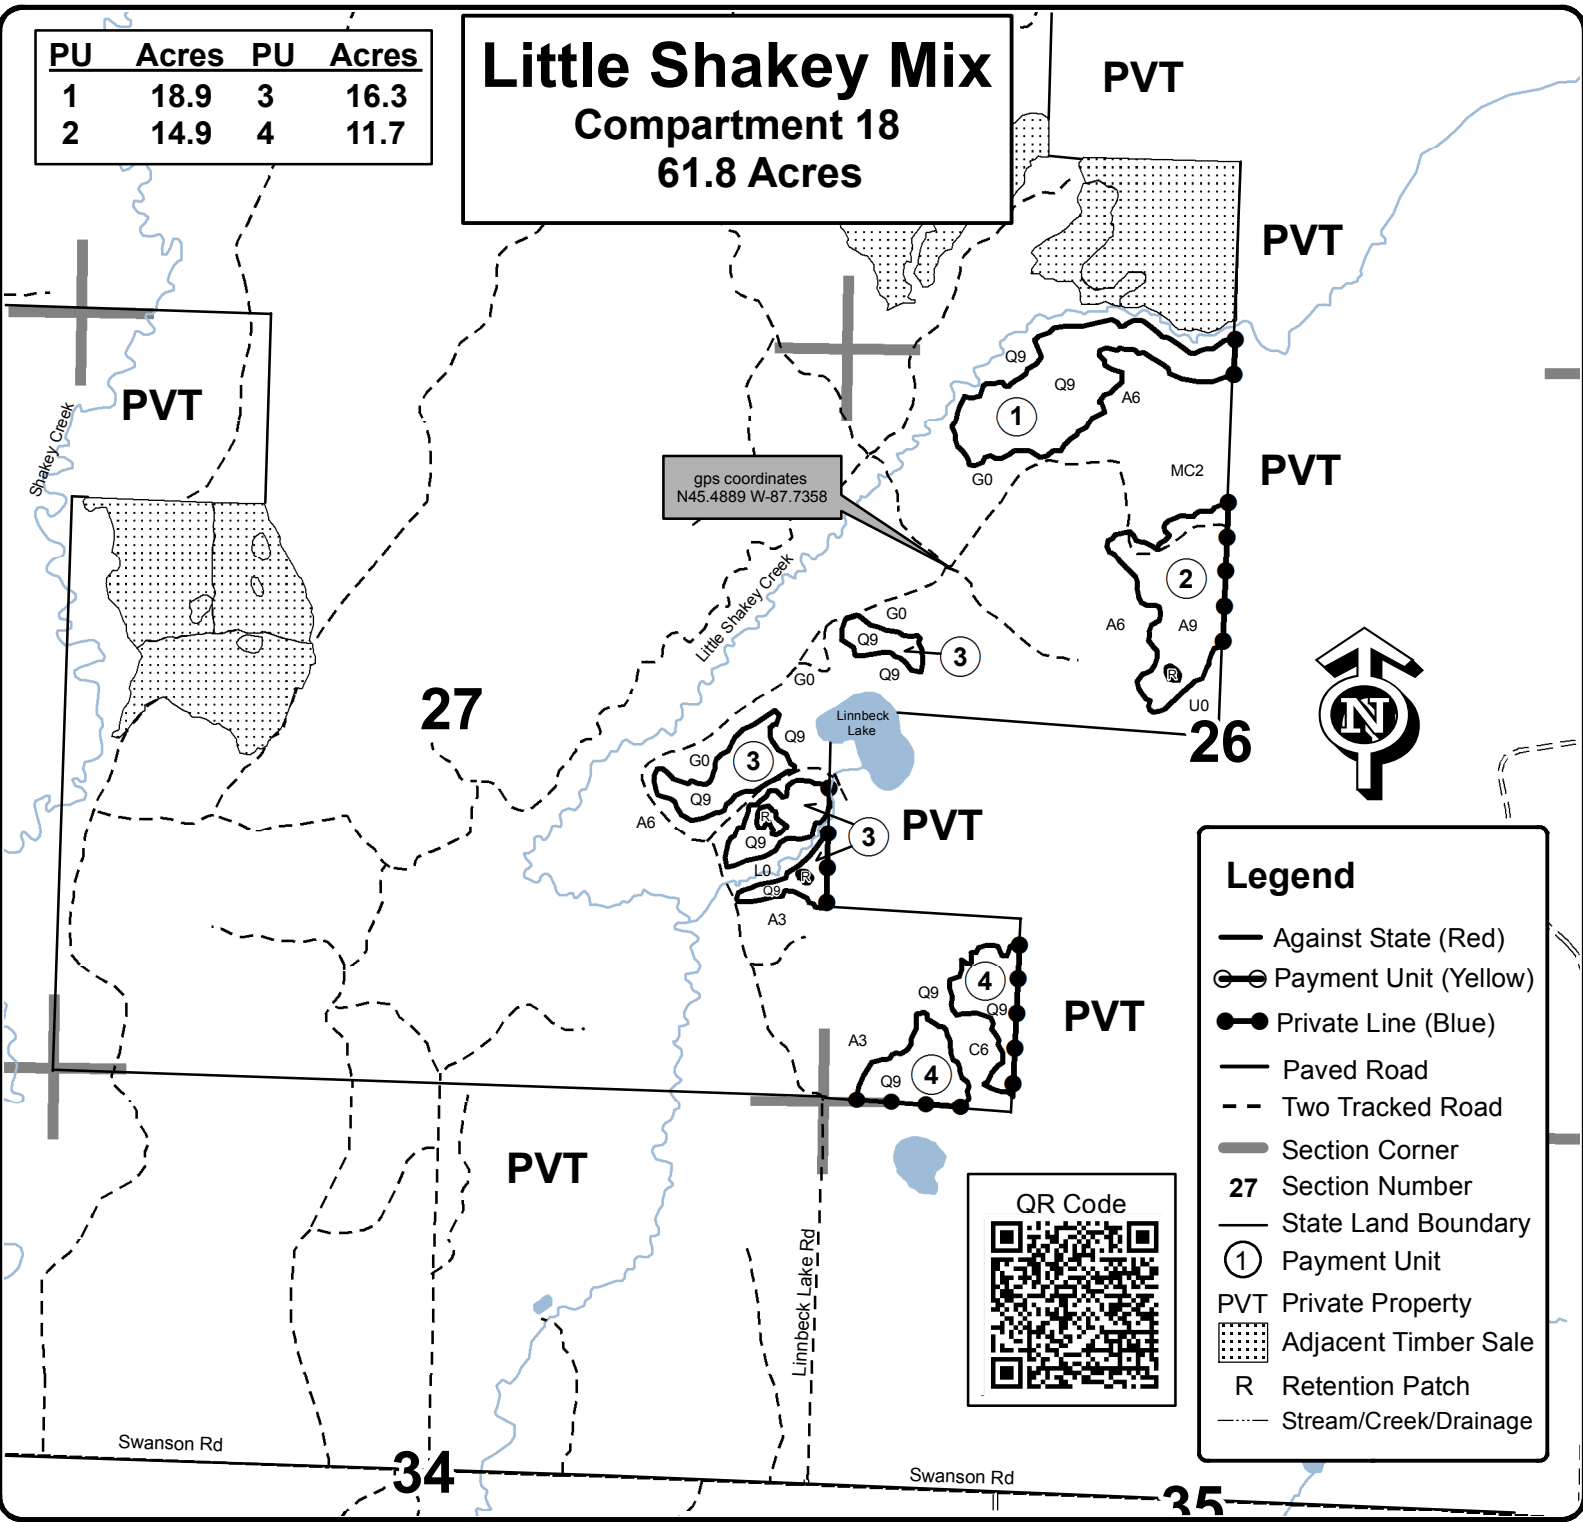 PU Acres PU Acres
1 18.9 3 16.3
2 14.9 4 11.7
Little Shakey Mix
Compartment 18
61.8 Acres
PVT
PVT
PVT
Shakey Creek
Q9
Q9
1
A6
G0
MC2
PVT
gps coordinates
N45.4889 W-87.7358
Little Shakey Creek
2
A6
A9
R
U0
26
G0
Q9
3
Q9
G0
27
Linnbeck
Lake
Q9
G0
3
Q9
A6
R
Q9
3
PVT
L0
R
Q9
A3
N
4
Q9
Q9
PVT
A3
C6
Q9
4
PVT
Linnbeck Lake Rd
QR Code
Legend
Against State (Red)
Payment Unit (Yellow)
Private Line (Blue)
Paved Road
Two Tracked Road
Section Corner
27 Section Number
State Land Boundary
1 Payment Unit
PVT Private Property
Adjacent Timber Sale
R Retention Patch
Stream/Creek/Drainage
Swanson Rd
34
Swanson Rd
35